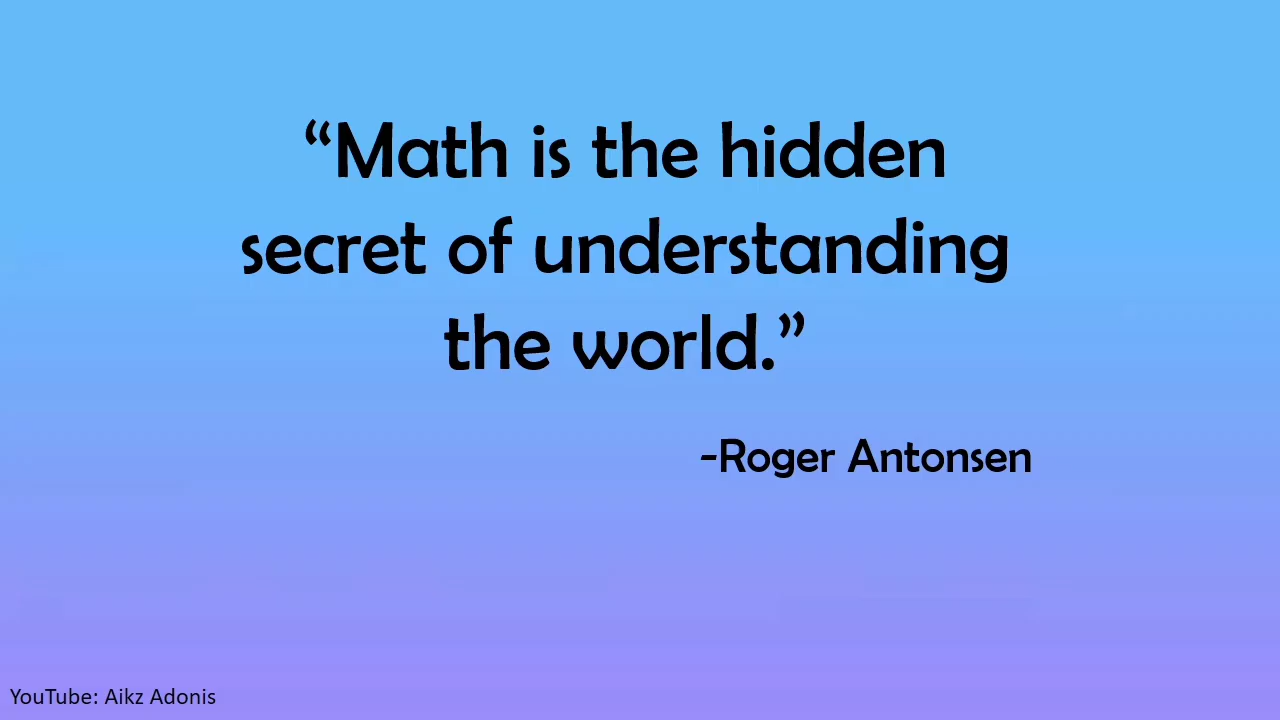 “Math is the hidden
secret of understanding
the world.”
-Roger Antonsen
YouTube: Aikz Adonis